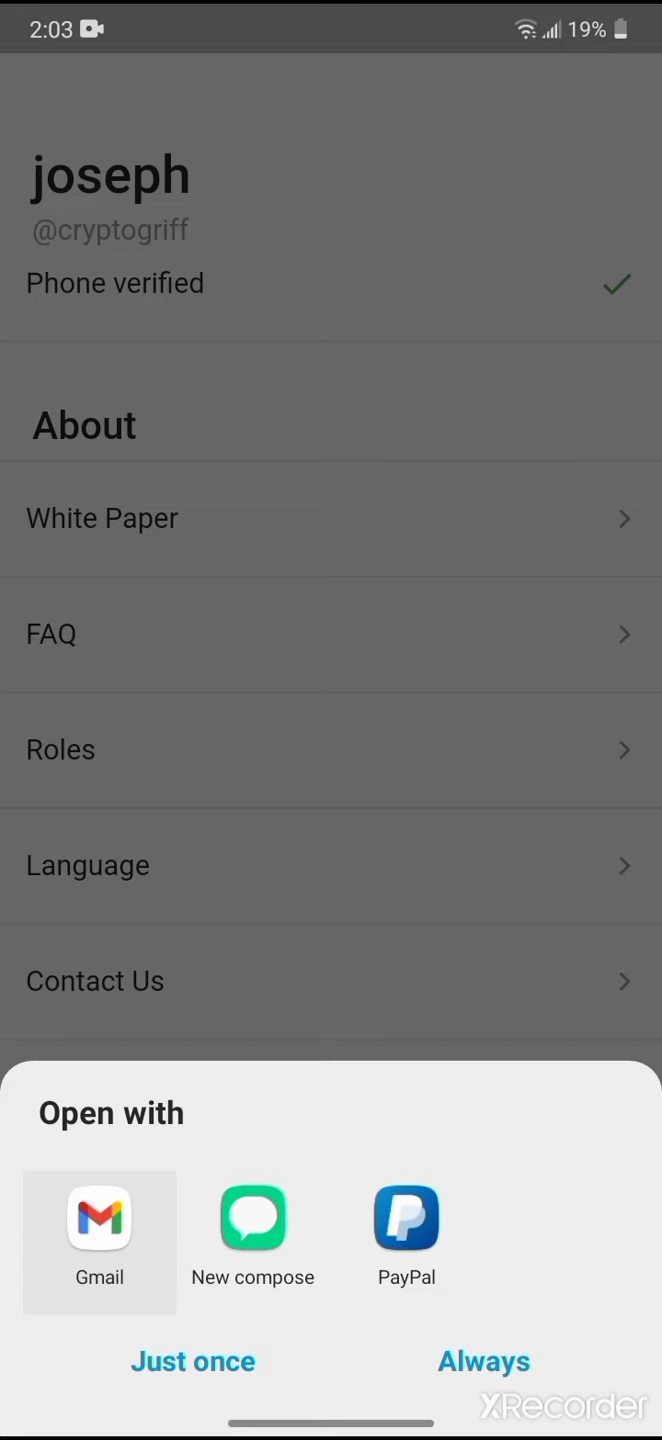 2:03
19%
joseph
@cryptogriff
Phone verified
About
White Paper
FAQ
Roles
Language
Contact Us
Open with
Gmail
New compose
PayPal
Just once
Always
XRecorder